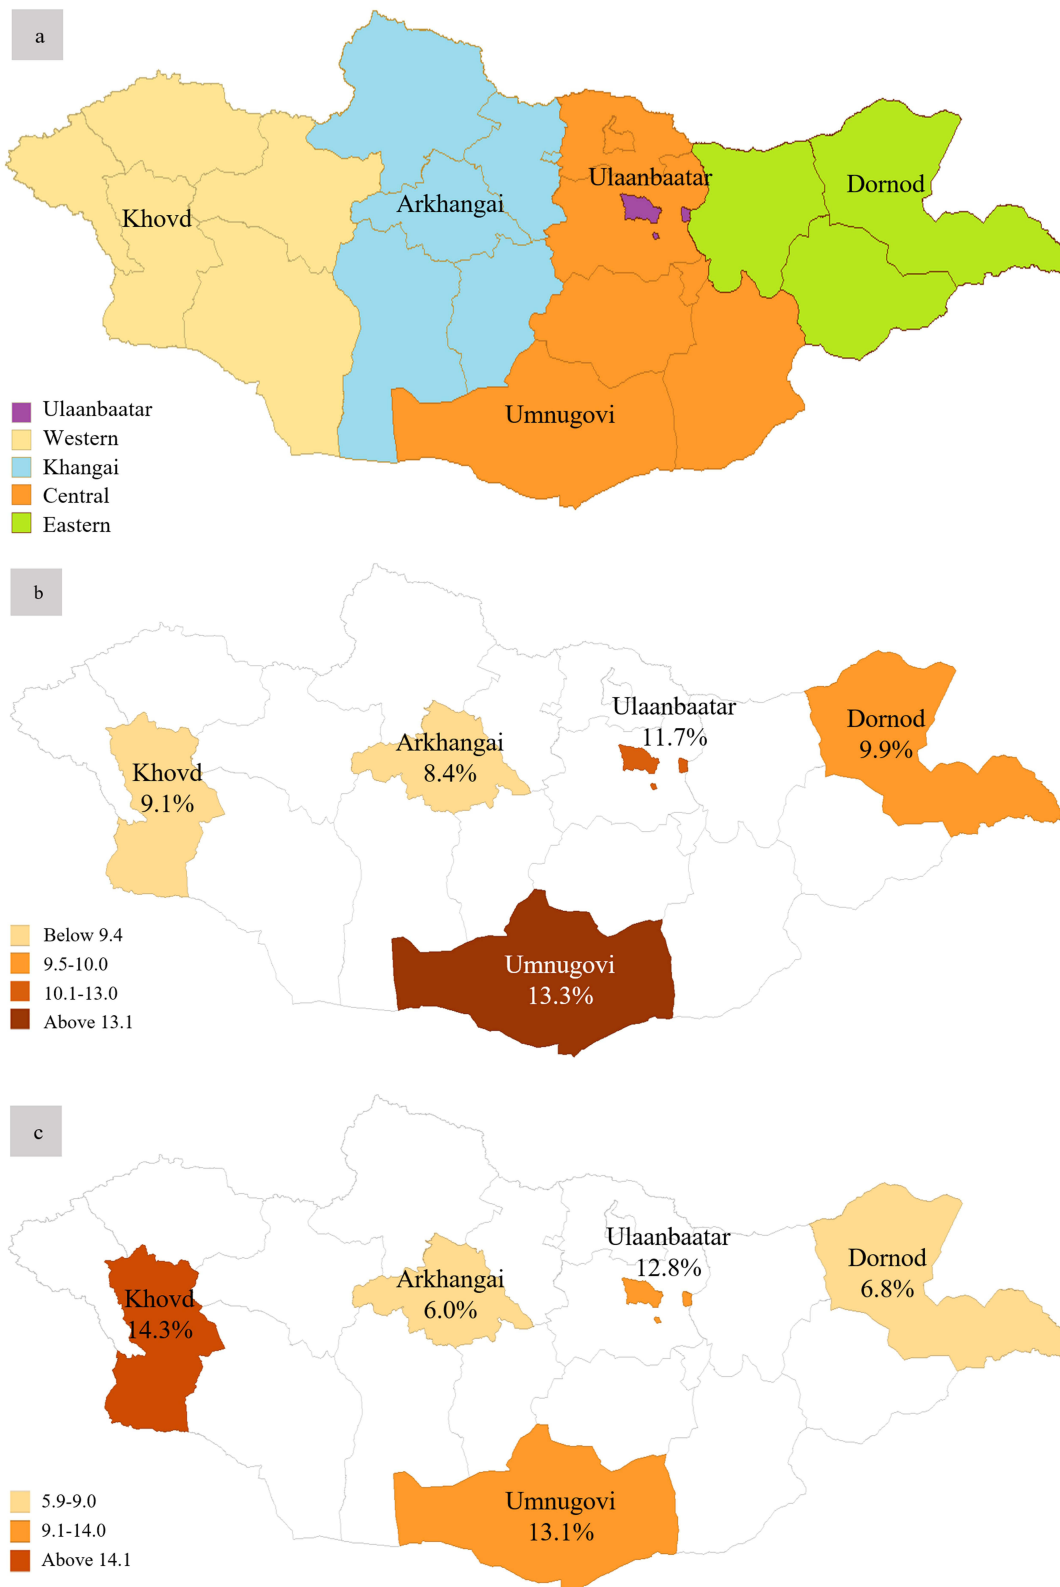 a
Khovd
Arkhangai
Ulaanbaatar
Dornod
Umnugovi
Ulaanbaatar
Western
Khangai
Central
Eastern
b
Khovd
9.1%
Arkhangai
8.4%
Ulaanbaatar
11.7%
Dornod
9.9%
Umnugovi
13.3%
Below 9.4
9.5-10.0
10.1-13.0
Above 13.1
c
Khovd
14.3%
Arkhangai
6.0%
Ulaanbaatar
12.8%
Dornod
6.8%
Umnugovi
13.1%
5.9-9.0
9.1-14.0
Above 14.1